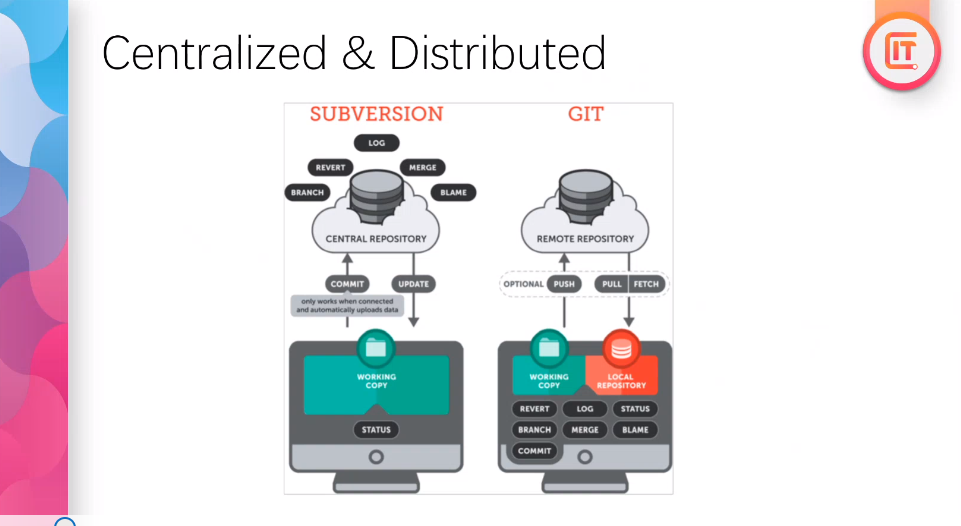 Centralized & Distributed
IT
SUBVERSION
LOG
REVERT
MERGE
BRANCH
BLAME
CENTRAL REPOSITORY
COMMIT
UPDATE
only works when connected
and automatically uploads data
WORKING
COPY
STATUS
GIT
REMOTE REPOSITORY
OPTIONAL
PUSH
PULL
FETCH
WORKING
COPY
LOCAL
REPOSITORY
REVERT
LOG
STATUS
BRANCH
MERGE
BLAME
COMMIT